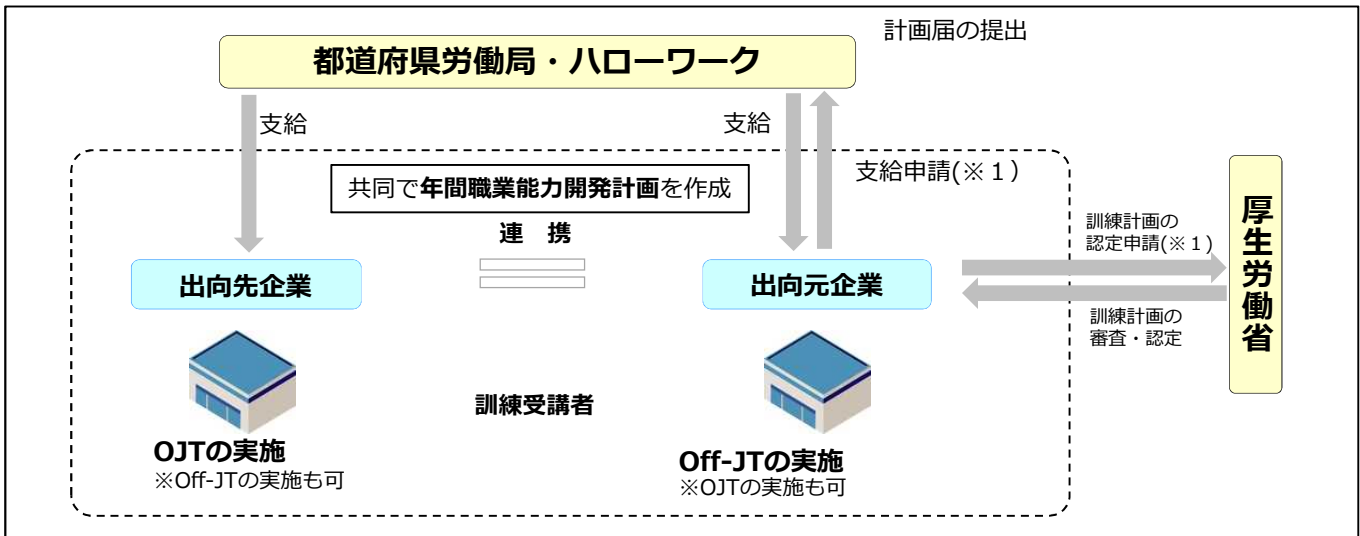 計画届の提出
都道府県労働局・ハローワーク
支給
支給
支給申請(※１)
共同で年間職業能力開発計画を作成
連　携
出向先企業
出向元企業
訓練計画の
認定申請(※１)
訓練計画の
審査・認定
厚生労働省
訓練受講者
OJTの実施
※Off-JTの実施も可
Off-JTの実施
※OJTの実施も可